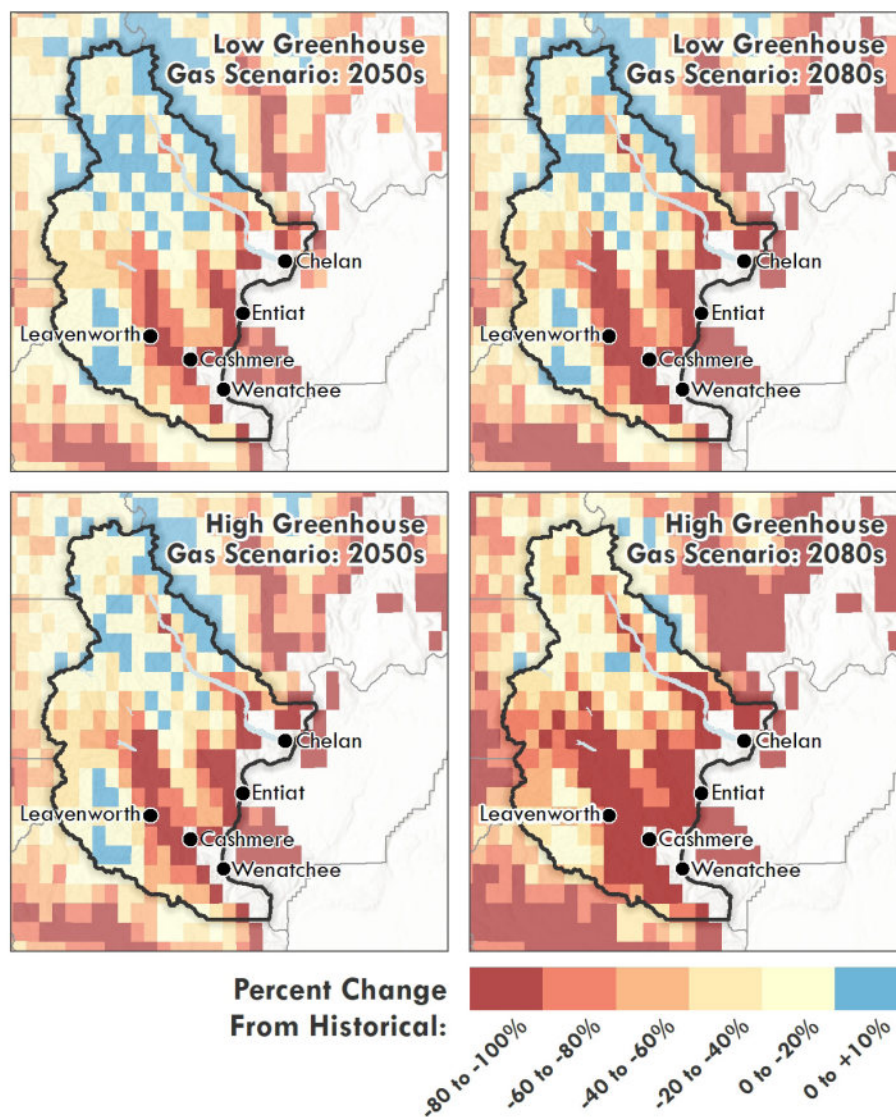 Low Greenhouse
Gas Scenario: 2050s
Chelan
Entiat
Leavenworth
Cashmere
Wenatchee
Low Greenhouse
Gas Scenario: 2080s
Chelan
Entiat
Leavenworth
Cashmere
Wenatchee
High Greenhouse
Gas Scenario: 2050s
Chelan
Entiat
Leavenworth
Cashmere
Wenatchee
High Greenhouse
Gas Scenario: 2080s
Chelan
Entiat
Leavenworth
Cashmere
Wenatchee
Percent Change
From Historical:
-80 to -100%
-60 to -80%
-40 to -60%
-20 to -40%
0 to -20%
0 to +10%